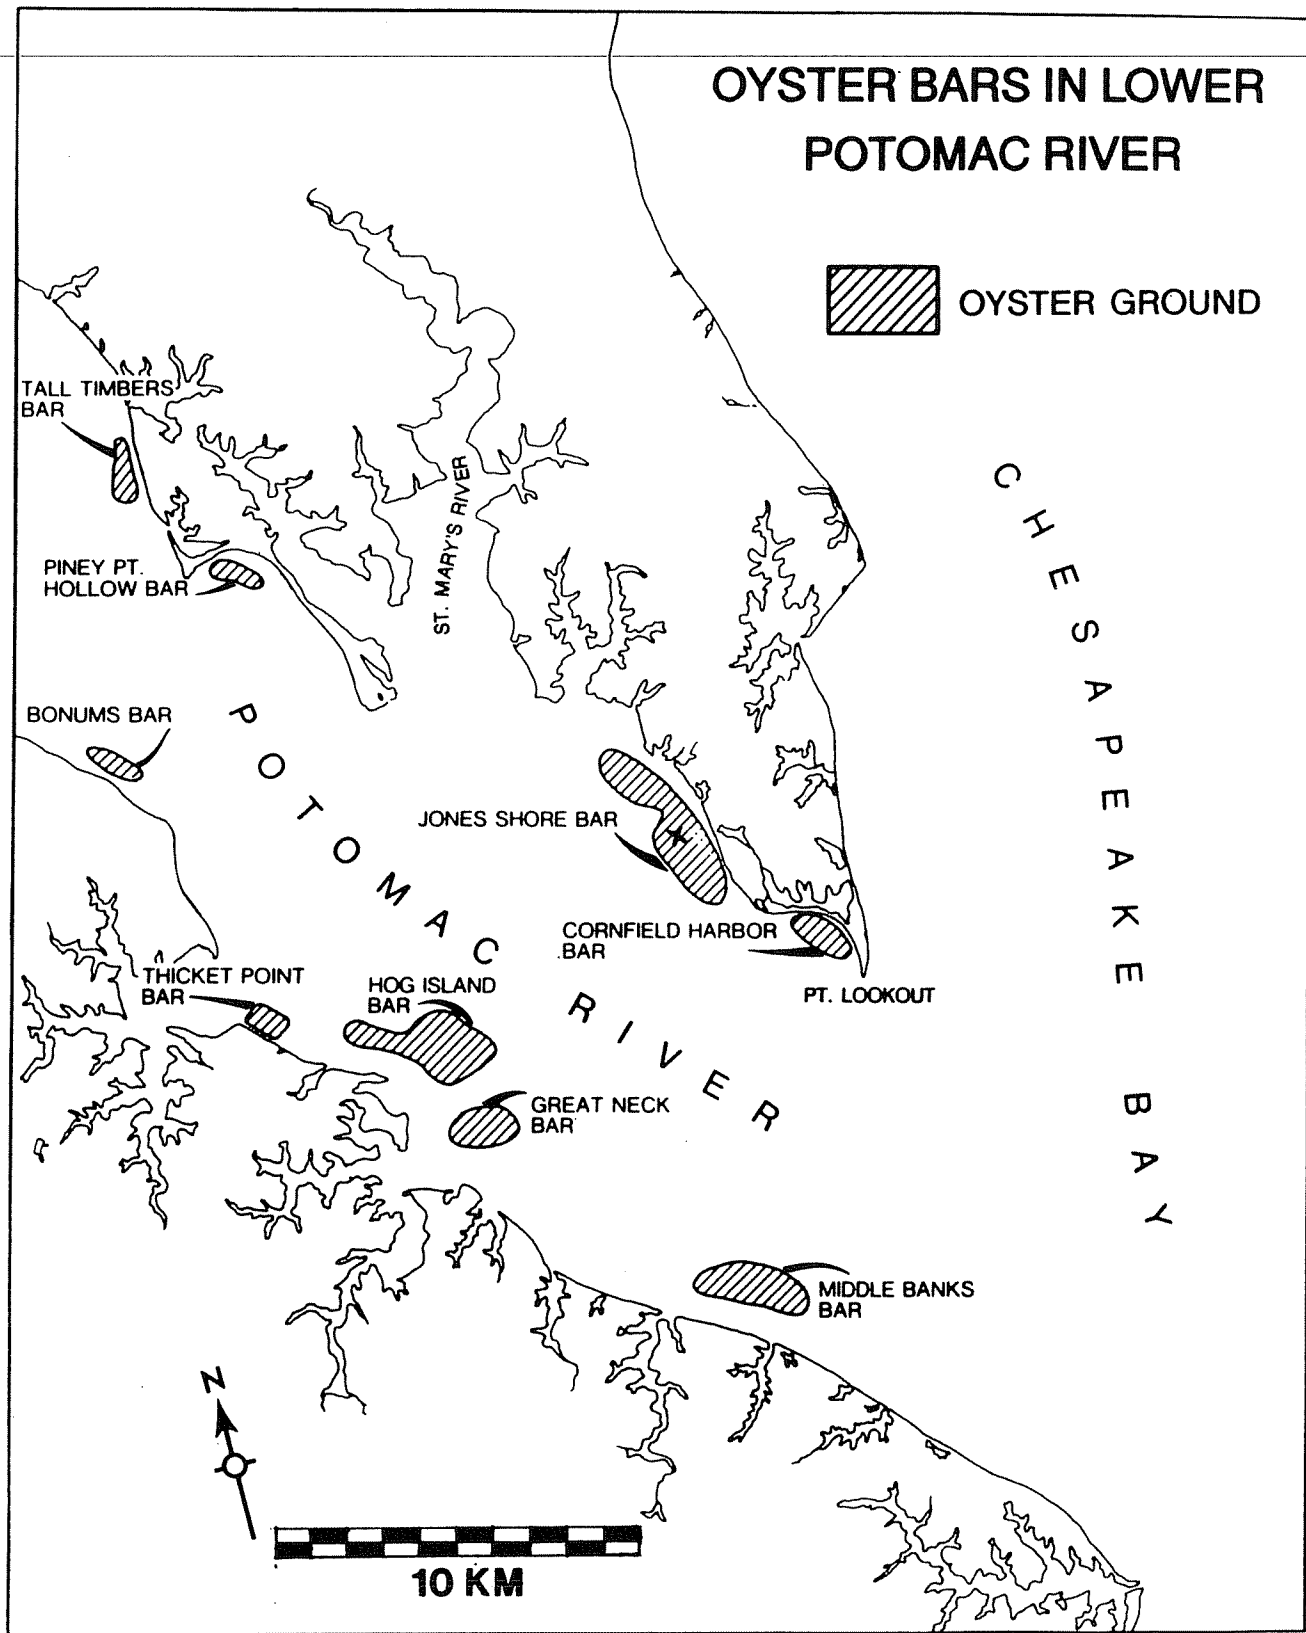 OYSTER BARS IN LOWER
POTOMAC RIVER
OYSTER GROUND
TALL TIMBERS
BAR
ST. MARY'S RIVER
CHESAPEAKE BAY
PINEY PT.
HOLLOW BAR
BONUMS BAR
POTOMAC RIVER
JONES SHORE BAR
CORNFIELD HARBOR
BAR
PT. LOOKOUT
THICKET POINT
BAR
HOG ISLAND
BAR
GREAT NECK
BAR
MIDDLE BANKS
BAR
N
10 KM